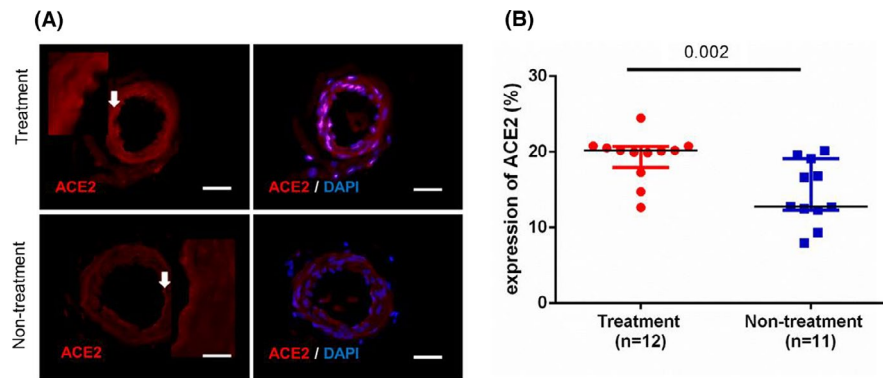 (A)
Treatment
ACE2
ACE2 / DAPI
Non-treatment
ACE2
ACE2 / DAPI
(B)
0.002
expression of ACE2 (%)
30
20
10
0
Treatment
(n=12)
Non-treatment
(n=11)